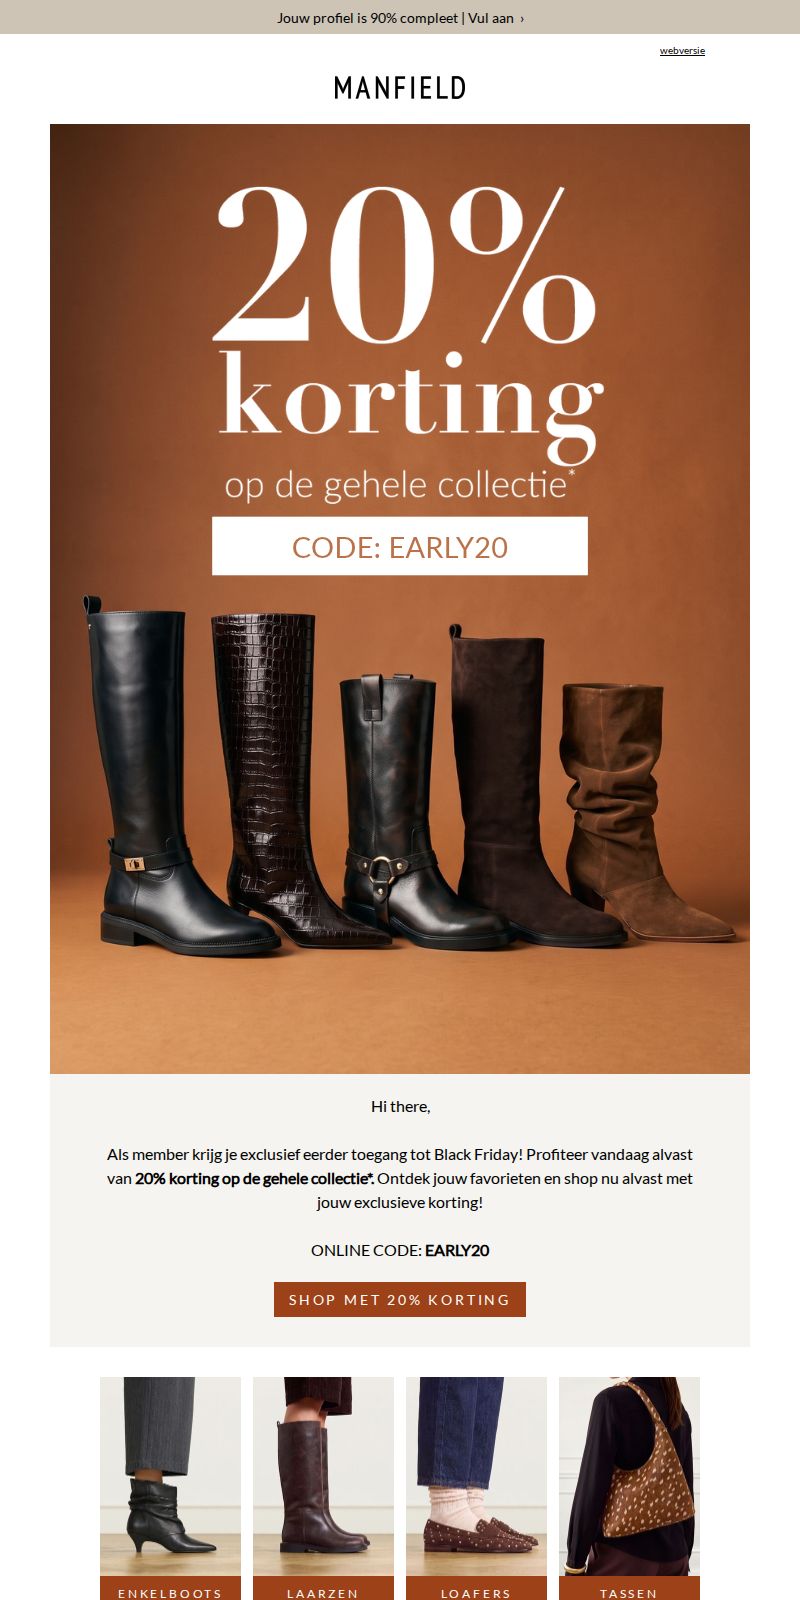 Jouw profiel is 90% compleet | Vul aan ›
webversie
MANFIELD
20%
korting
op de gehele collectie*
CODE: EARLY20
Hi there,
Als member krijg je exclusief eerder toegang tot Black Friday! Profiteer vandaag alvast
van 20% korting op de gehele collectie*. Ontdek jouw favorieten en shop nu alvast met
jouw exclusieve korting!
ONLINE CODE: EARLY20
SHOP MET 20% KORTING
ENKELBOOTS
LAARZEN
LOAFERS
TASSEN